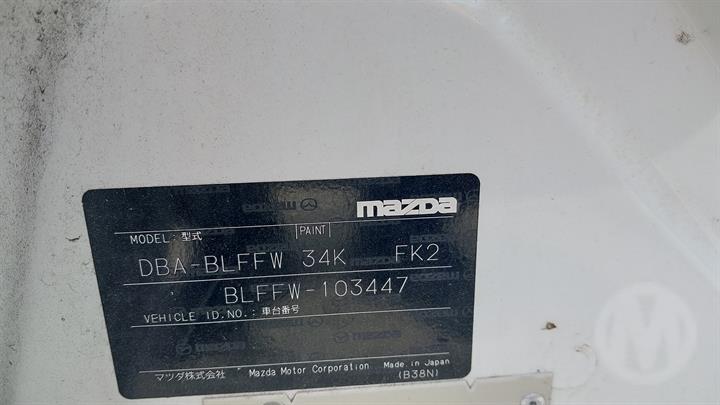 mazda
MODEL: 型式 PAINT
DBA-BLFFW 34K FK2
BLFFW-103447
VEHICLE ID.NO.: 車台番号
マツダ株式会社 Mazda Motor Corporation Made in Japan
(B38N)
M